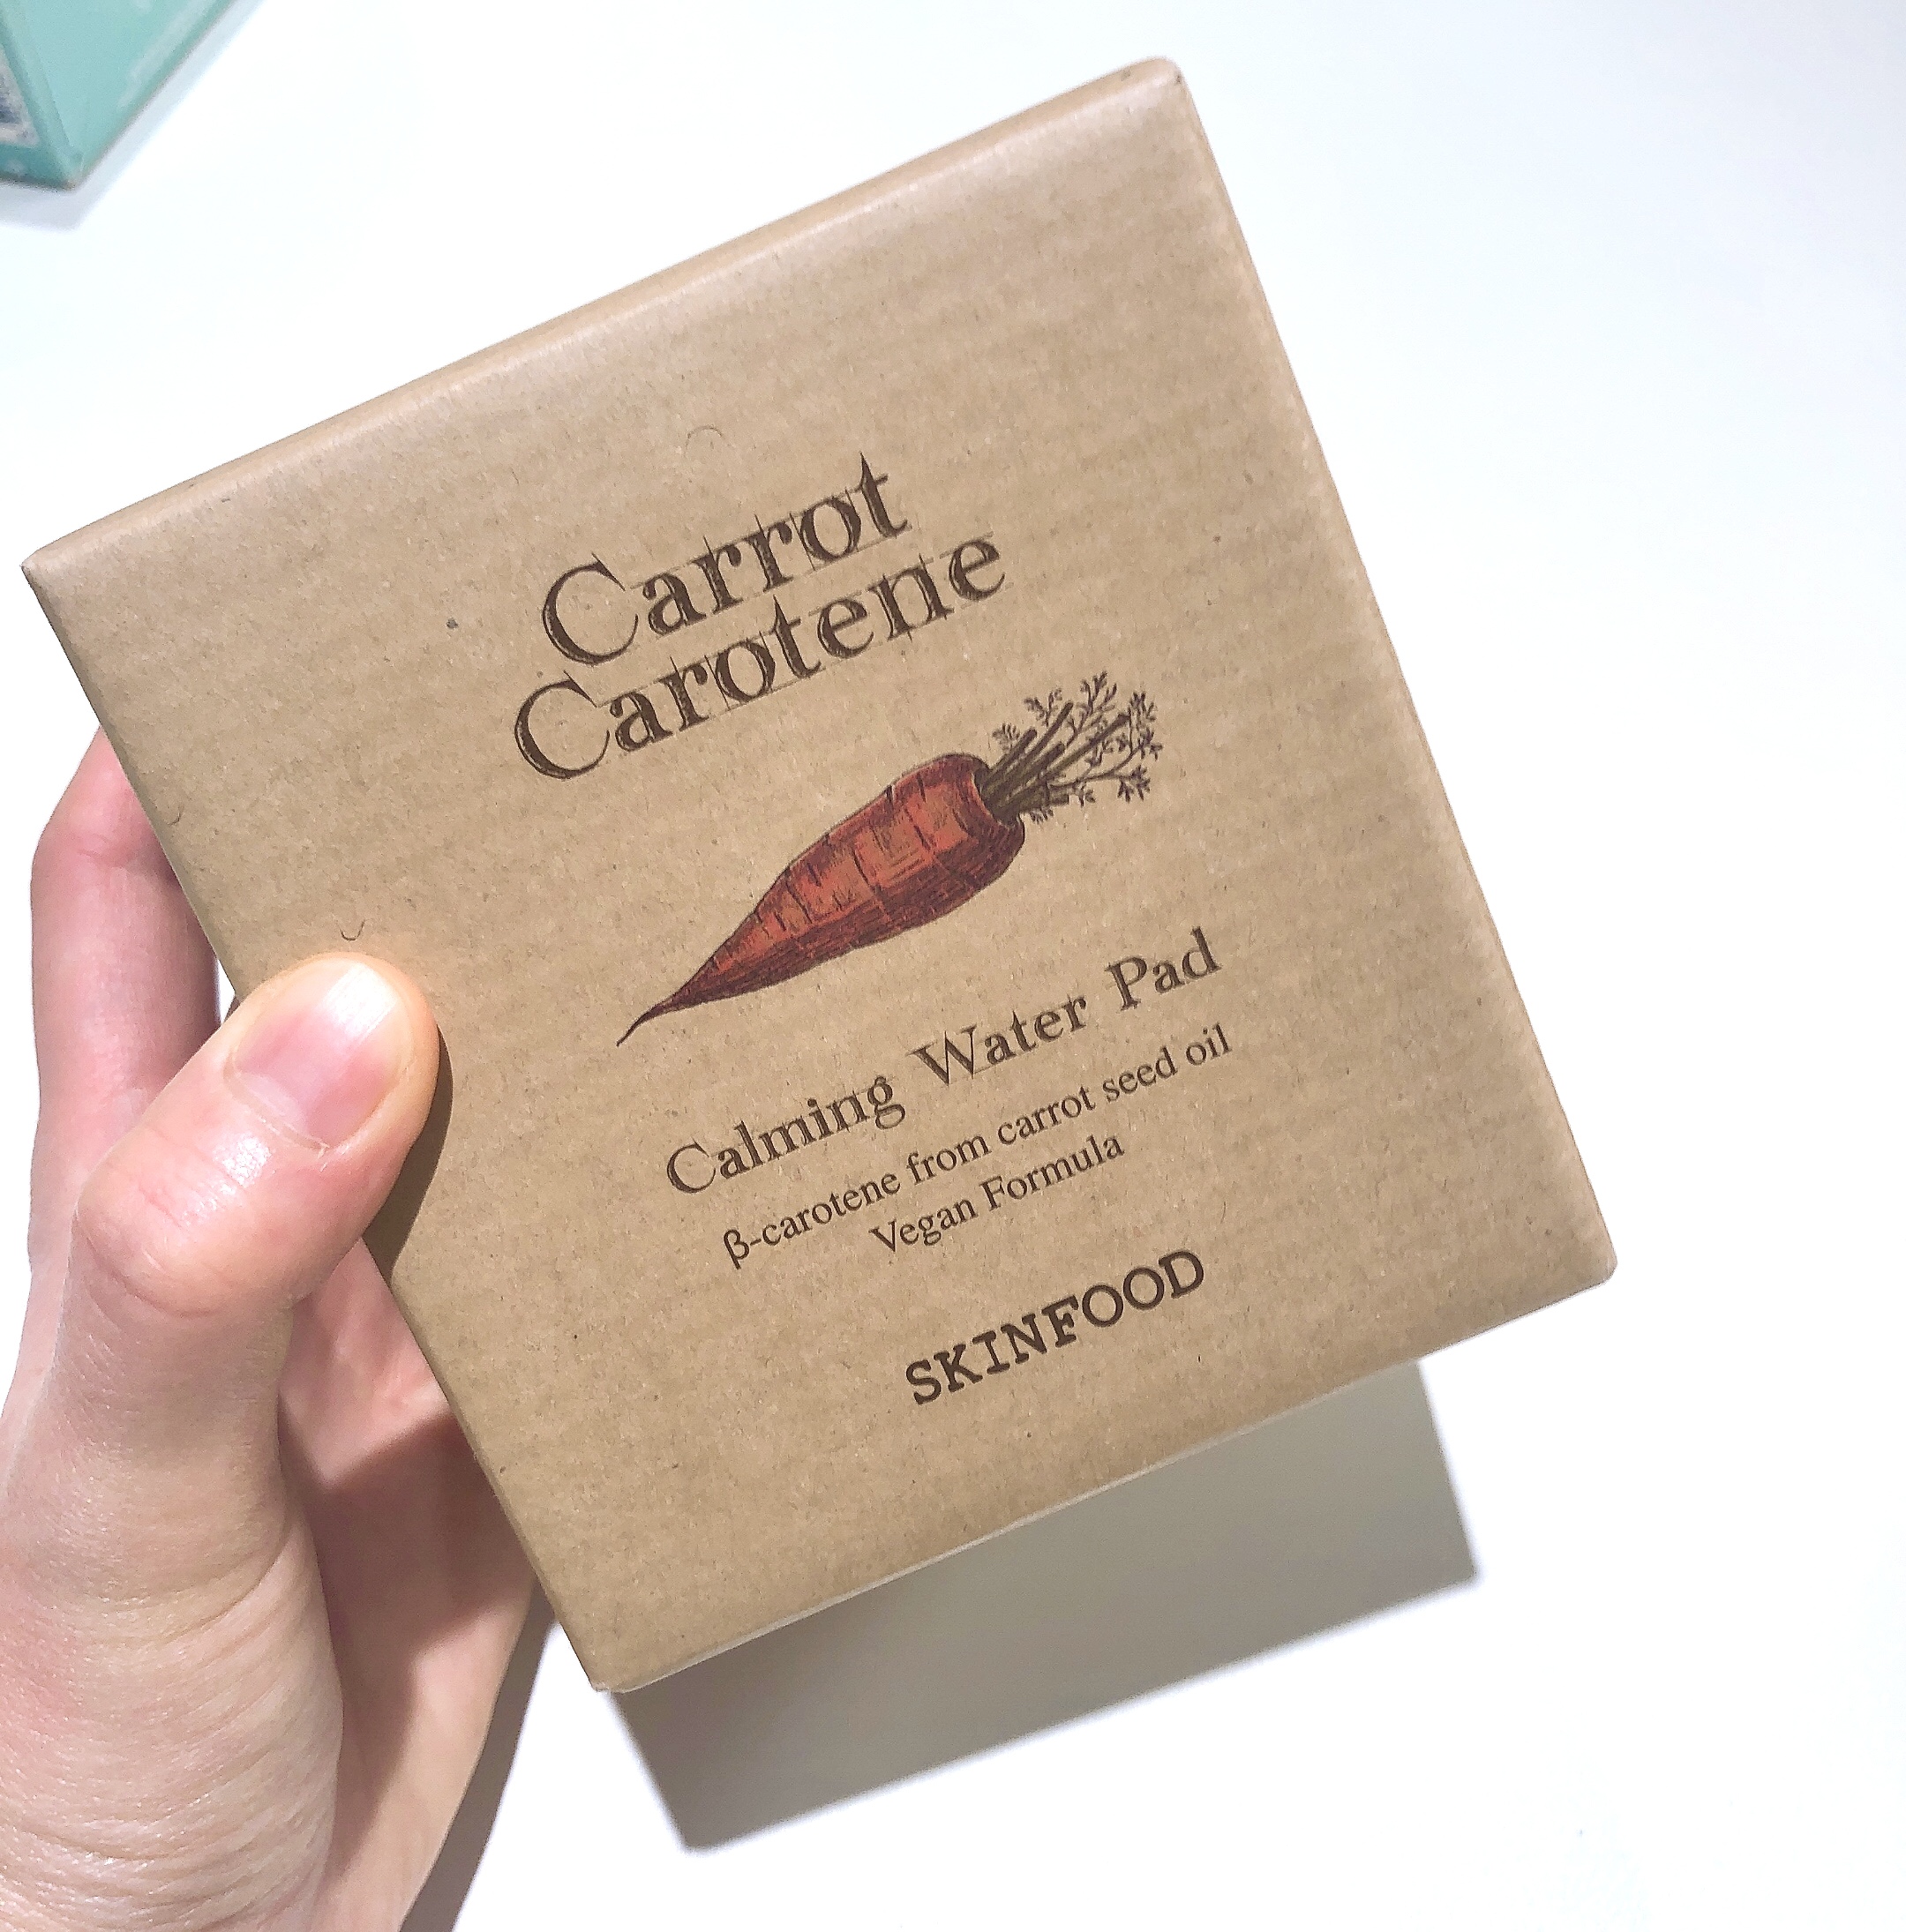 Carrot
Carotene
Calming Water Pad
β-carotene from carrot seed oil
Vegan Formula
SKINFOOD